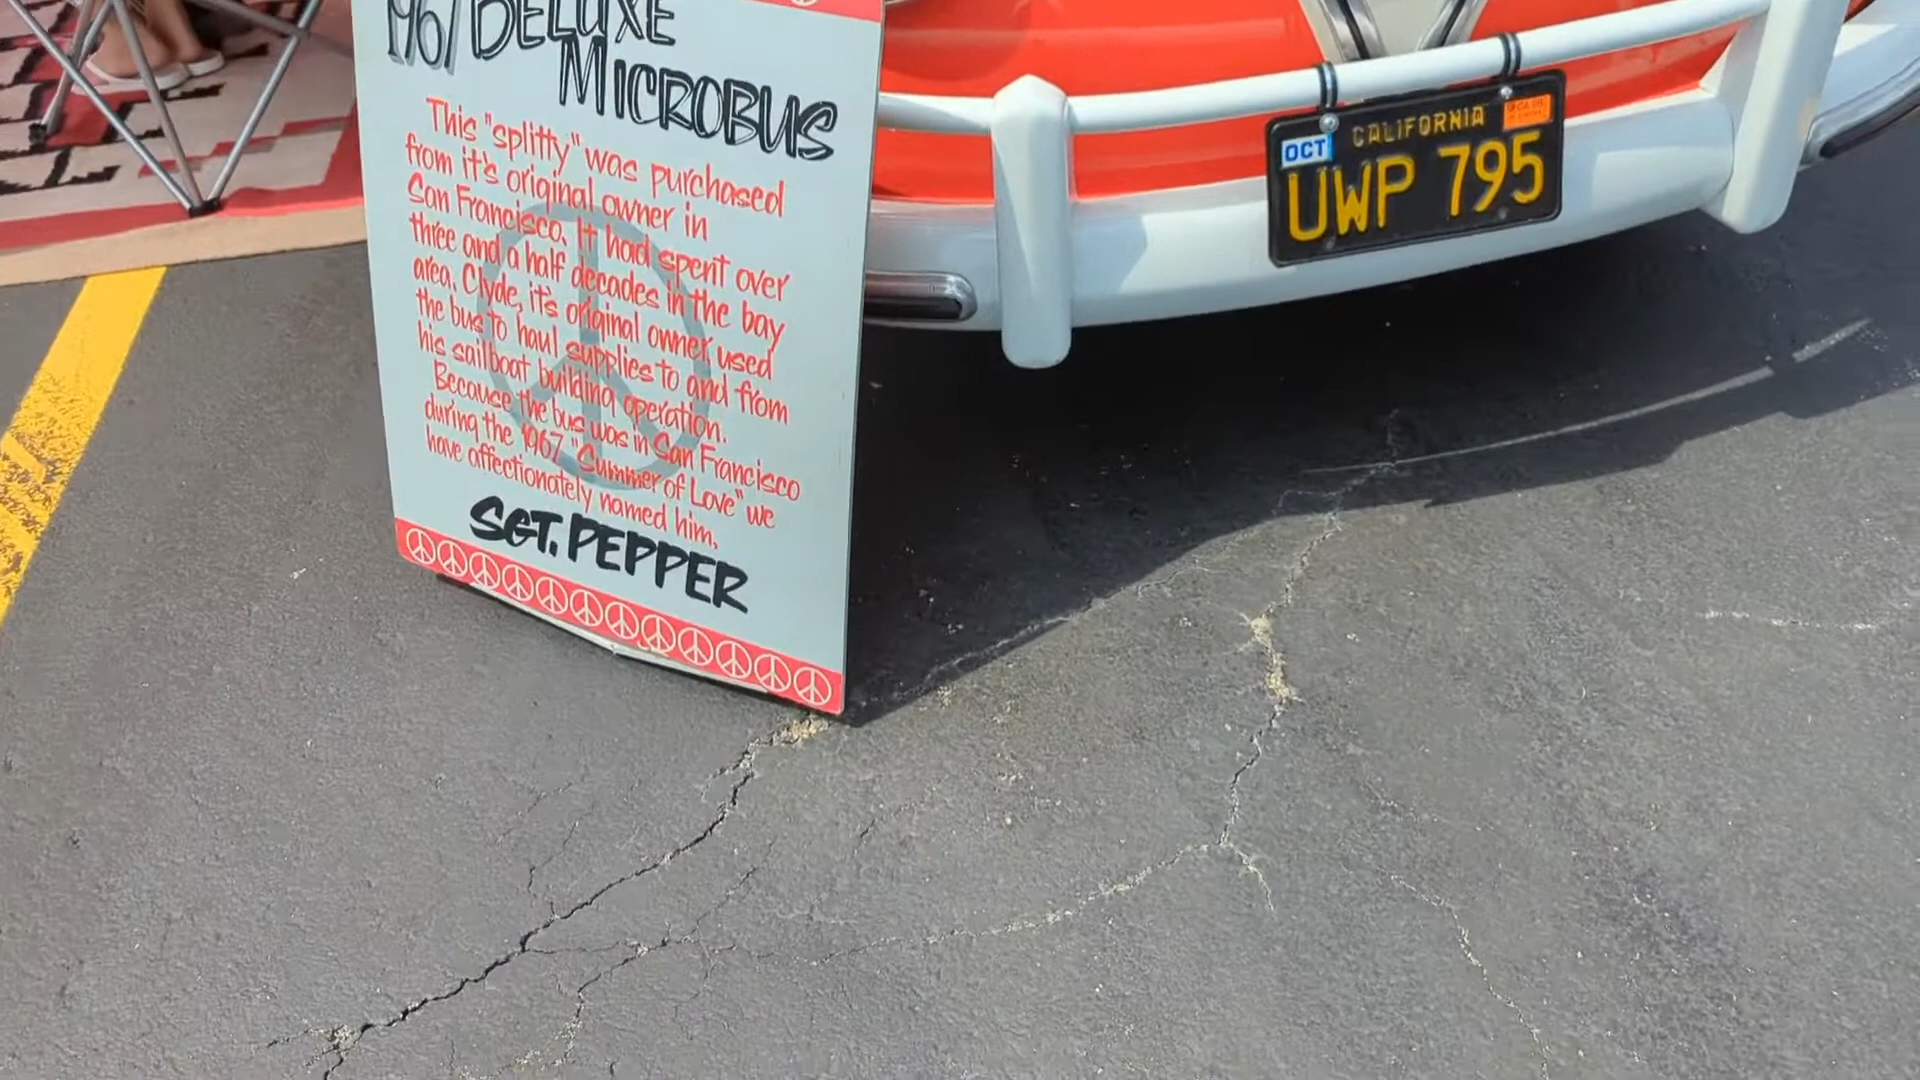 1967 DELUXE
MICROBUS
This "splitty" was purchased
from it's original owner in
San Francisco. It had spent over
three and a half decades in the bay
area. Clyde, it's original owner, used
the bus to haul supplies to and from
his sailboat building operation.
Because the bus was in San Francisco
during the 1967 "Summer of Love" we
have affectionately named him,
SGT. PEPPER
OCT
CALIFORNIA
UWP 795